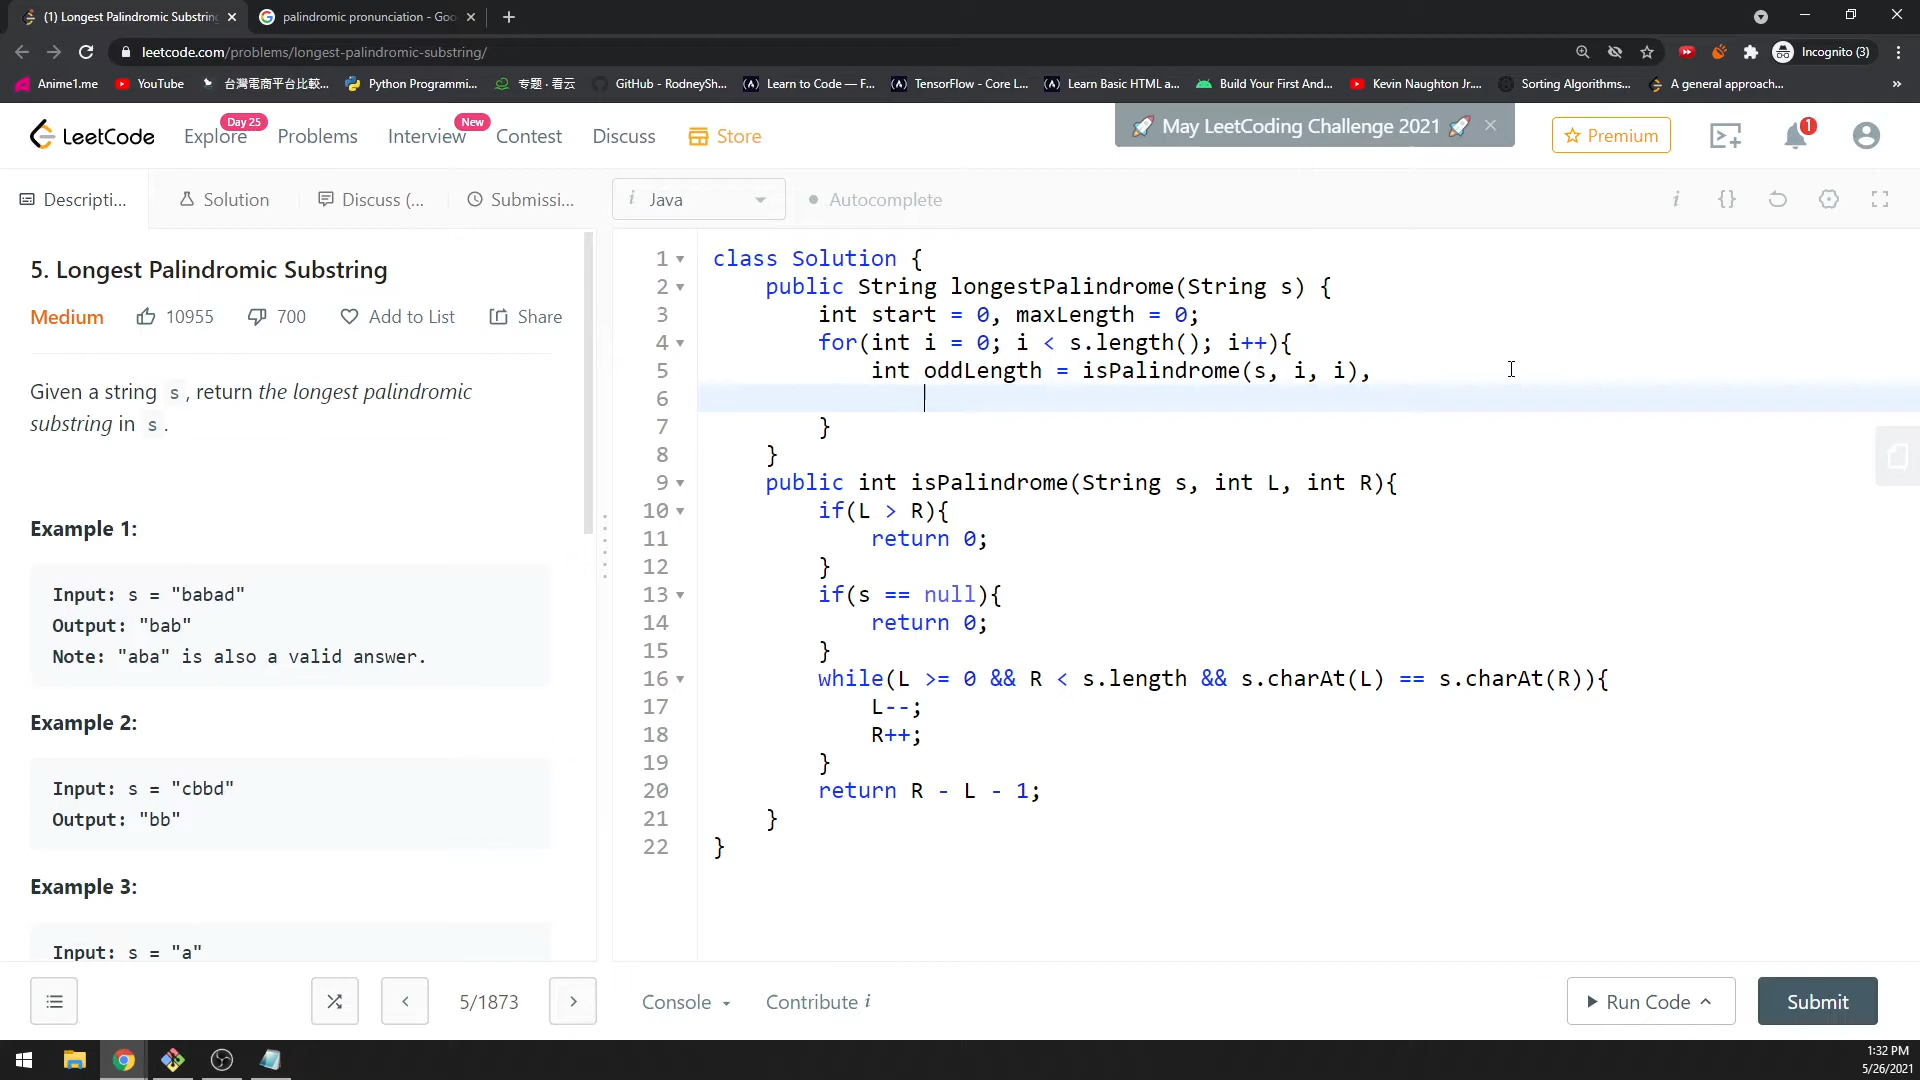 (1) Longest Palindromic Substrin
palindromic pronunciation - Goo
leetcode.com/problems/longest-palindromic-substring/
Incognito (3)
Anime1.me
YouTube
台灣電商平台比較...
Python Programmi...
专题 · 看云
GitHub - RodneySh...
Learn to Code — F...
TensorFlow - Core L...
Learn Basic HTML a...
Build Your First And...
Kevin Naughton Jr....
Sorting Algorithms...
A general approach...
»
LeetCode
Explore
Day 25
Problems
Interview
New
Contest
Discuss
Store
🚀 May LeetCoding Challenge 2021 🚀
Premium
1
Descripti...
Solution
Discuss (...
Submissi...
i Java
Autocomplete
i {}
5. Longest Palindromic Substring
Medium 10955 700 Add to List Share
Given a string s, return the longest palindromic
substring in s.
Example 1:
Input: s = "babad"
Output: "bab"
Note: "aba" is also a valid answer.
Example 2:
Input: s = "cbbd"
Output: "bb"
Example 3:
Input: s = "a"
1 class Solution {
2 public String longestPalindrome(String s) {
3 int start = 0, maxLength = 0;
4 for(int i = 0; i < s.length(); i++){
5 int oddLength = isPalindrome(s, i, i),
6
7 }
8 }
9 public int isPalindrome(String s, int L, int R){
10 if(L > R){
11 return 0;
12 }
13 if(s == null){
14 return 0;
15 }
16 while(L >= 0 && R < s.length && s.charAt(L) == s.charAt(R)){
17 L--;
18 R++;
19 }
20 return R - L - 1;
21 }
22 }
5/1873
Console
Contribute i
Run Code
Submit
1:32 PM
5/26/2021